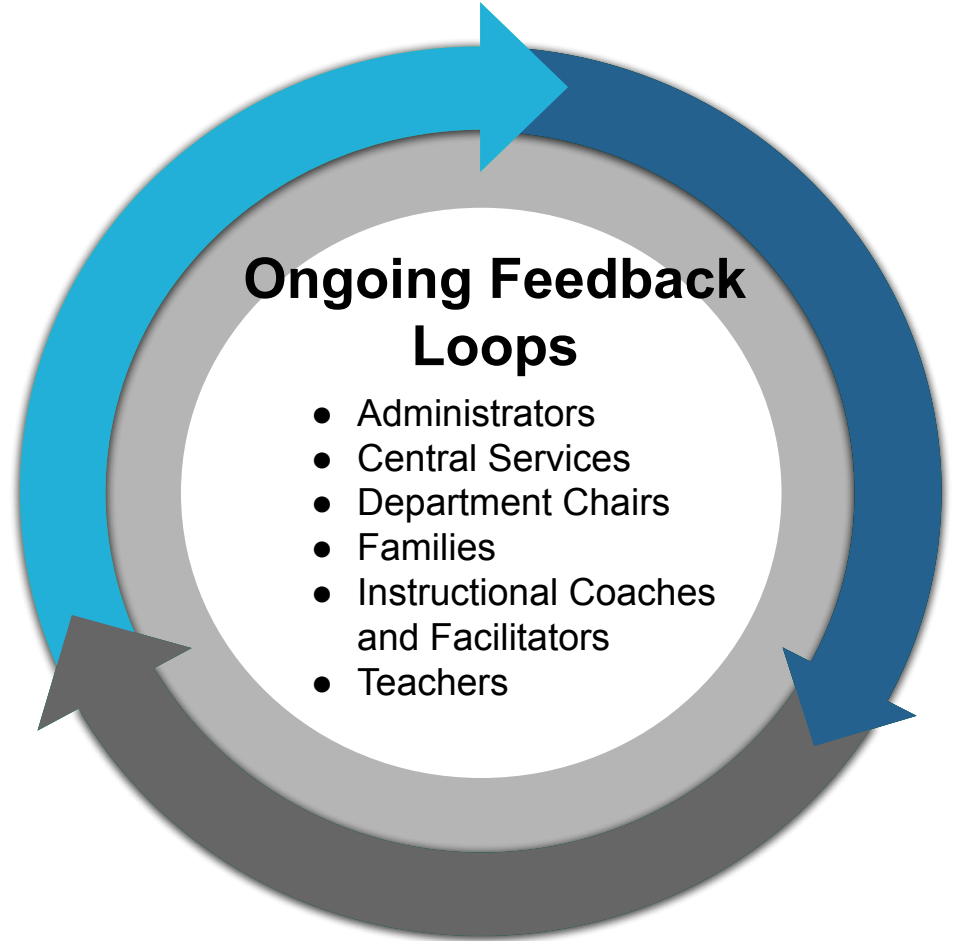 Ongoing Feedback
Loops
● Administrators
● Central Services
● Department Chairs
● Families
● Instructional Coaches
and Facilitators
● Teachers